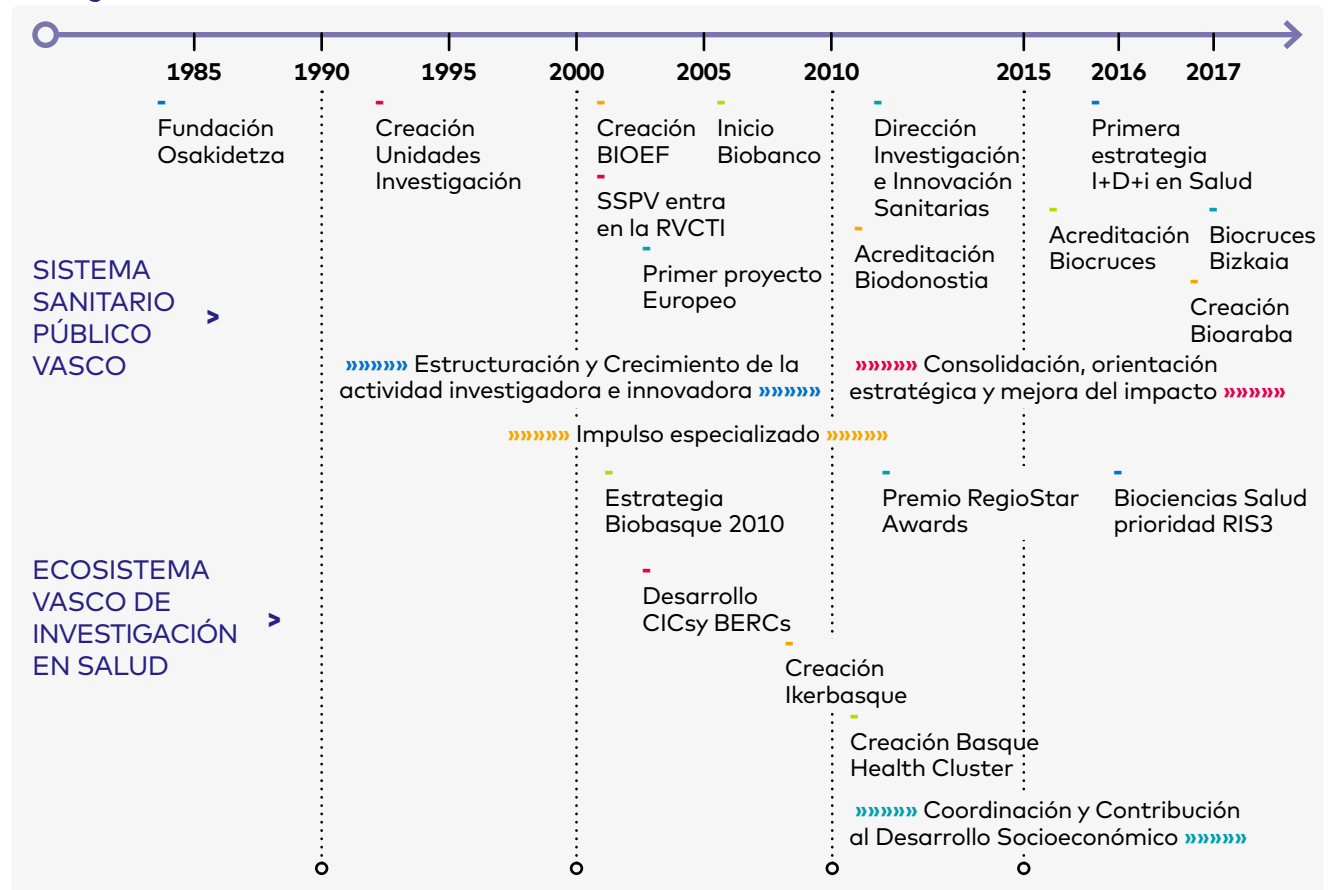 1985 1990 1995 2000 2005 2010 2015 2016 2017
Fundación
Osakidetza
Creación
Unidades
Investigación
Creación
BIOEF
SSPV entra
en la RVCTI
Primer proyecto
Europeo
Inicio
Biobanco
Dirección
Investigación
e Innovación
Sanitarias
Acreditación
Biodonostia
Primera
estrategia
I+D+i en Salud
Acreditación
Biocruces
Biocruces
Bizkaia
Creación
Bioaraba
SISTEMA
SANITARIO
PÚBLICO
VASCO
>
»»»»» Estructuración y Crecimiento de la
actividad investigadora e innovadora »»»»»
»»»»» Consolidación, orientación
estratégica y mejora del impacto »»»»»
»»»»» Impulso especializado »»»»»
Estrategia
Biobasque 2010
Premio RegioStar
Awards
Biociencias Salud
prioridad RIS3
ECOSISTEMA
VASCO DE
INVESTIGACIÓN
EN SALUD
>
Desarrollo
CICsy BERCs
Creación
Ikerbasque
Creación Basque
Health Cluster
»»»»» Coordinación y Contribución
al Desarrollo Socioeconómico »»»»»